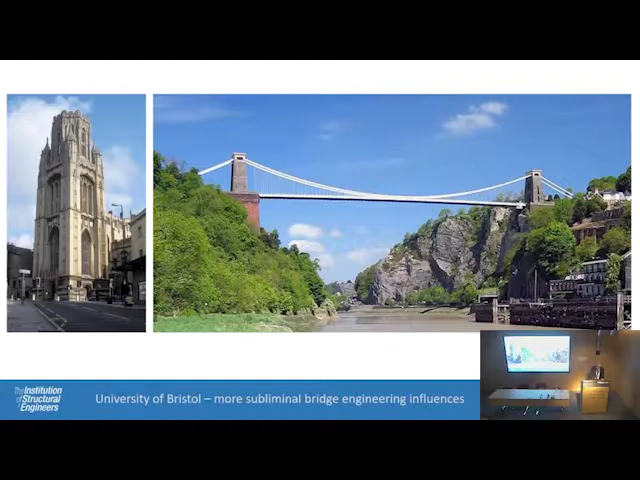 The Institution
of Structural
Engineers
University of Bristol – more subliminal bridge engineering influences